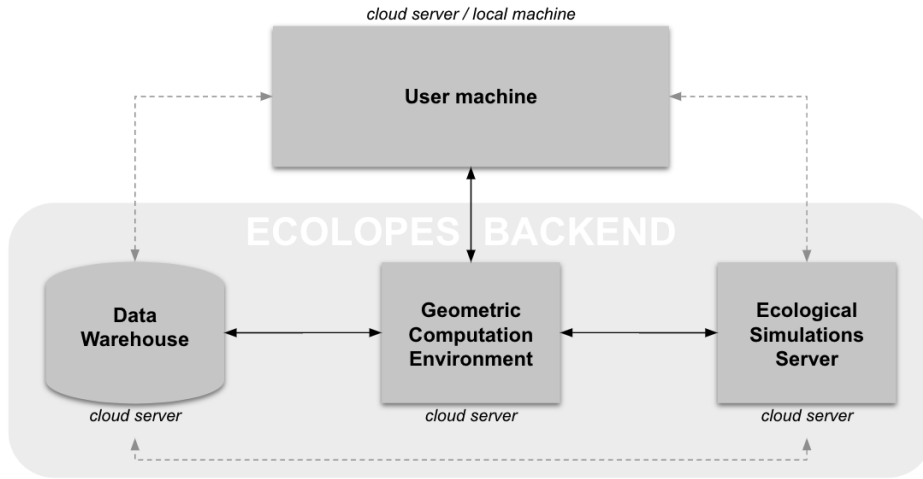 cloud server / local machine
User machine
ECOLOPES BACKEND
Data
Warehouse
cloud server
Geometric
Computation
Environment
cloud server
Ecological
Simulations
Server
cloud server